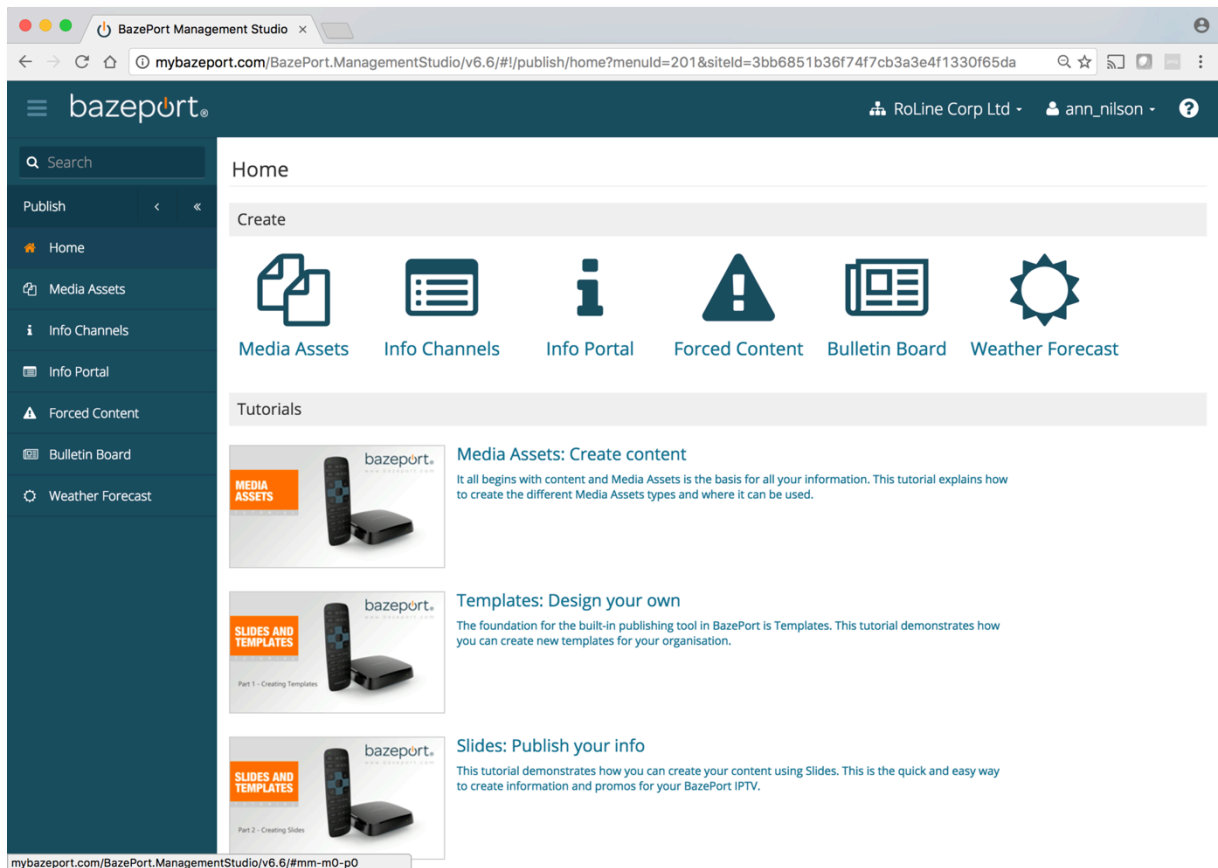 BazePort Management Studio
mybazeport.com/BazePort.ManagementStudio/v6.6/#!/publish/home?menuId=201&siteId=3bb6851b36f74f7cb3a3e4f1330f65da
bazeport®
RoLine Corp Ltd
ann_nilson
Search
Publish
Home
Media Assets
Info Channels
Info Portal
Forced Content
Bulletin Board
Weather Forecast
Home
Create
Media Assets
Info Channels
Info Portal
Forced Content
Bulletin Board
Weather Forecast
Tutorials
bazeport®
www.bazeport.com
MEDIA
ASSETS
Media Assets: Create content
It all begins with content and Media Assets is the basis for all your information. This tutorial explains how
to create the different Media Assets types and where it can be used.
bazeport®
www.bazeport.com
SLIDES AND
TEMPLATES
Part 1 - Creating Templates
Templates: Design your own
The foundation for the built-in publishing tool in BazePort is Templates. This tutorial demonstrates how
you can create new templates for your organisation.
bazeport®
www.bazeport.com
SLIDES AND
TEMPLATES
Part 2 - Creating Slides
Slides: Publish your info
This tutorial demonstrates how you can create your content using Slides. This is the quick and easy way
to create information and promos for your BazePort IPTV.
mybazeport.com/BazePort.ManagementStudio/v6.6/#mm-m0-p0